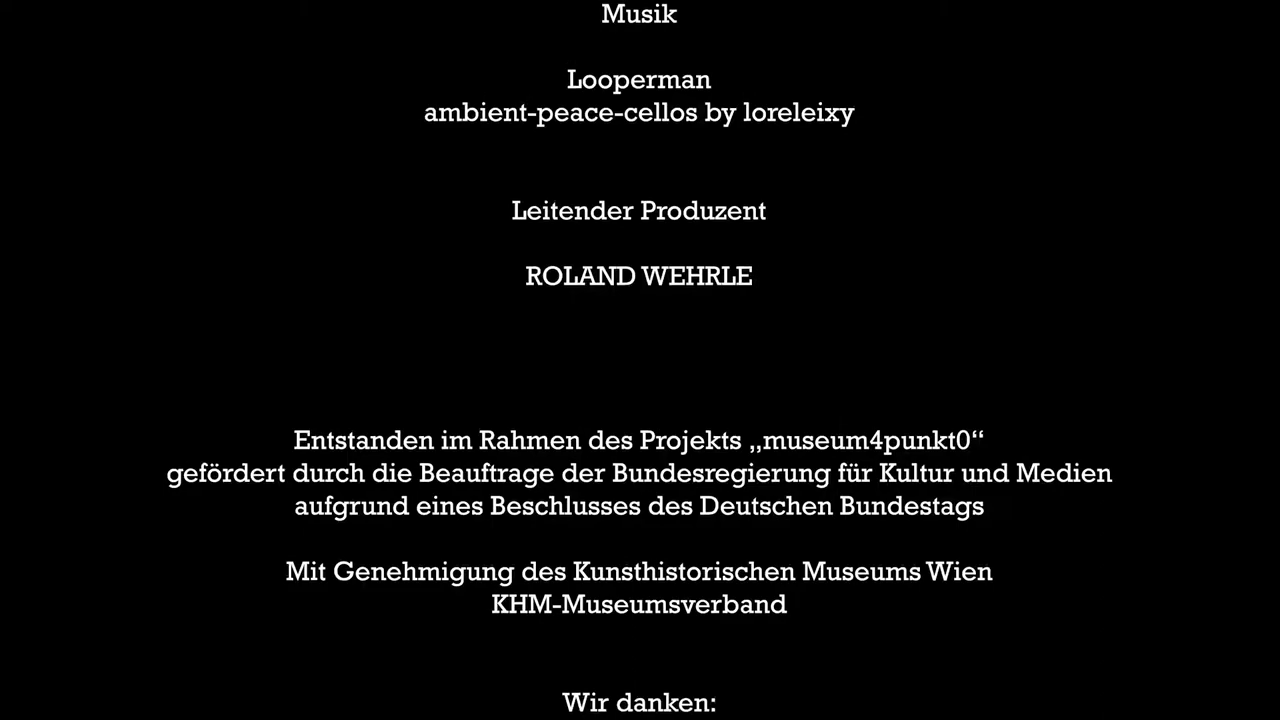 Musik
Looperman
ambient-peace-cellos by loreleixy
Leitender Produzent
ROLAND WEHRLE
Entstanden im Rahmen des Projekts „museum4punkt0“
gefördert durch die Beauftrage der Bundesregierung für Kultur und Medien
aufgrund eines Beschlusses des Deutschen Bundestags
Mit Genehmigung des Kunsthistorischen Museums Wien
KHM-Museumsverband
Wir danken: